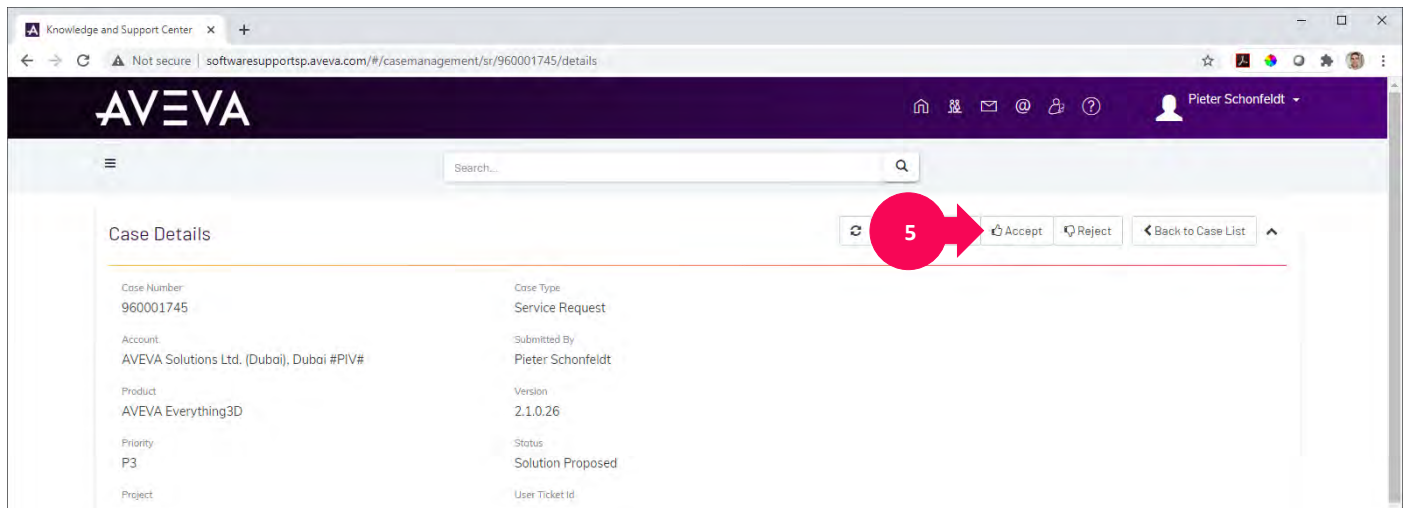 Knowledge and Support Center
Not secure | softwaresupportsp.aveva.com/#/casemanagement/sr/960001745/details
AVEVA
Pieter Schonfeldt
Search...
Case Details
5
Accept
Reject
Back to Case List
Case Number
960001745
Case Type
Service Request
Account
AVEVA Solutions Ltd. (Dubai), Dubai #PIV#
Submitted By
Pieter Schonfeldt
Product
AVEVA Everything3D
Version
2.1.0.26
Priority
P3
Status
Solution Proposed
Project
User Ticket Id